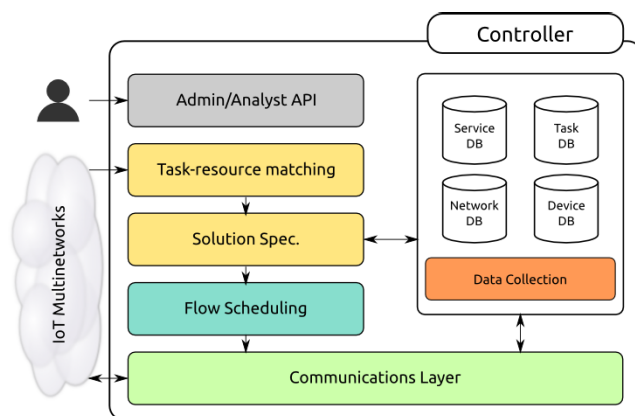 Controller
Admin/Analyst API
Task-resource matching
Solution Spec.
Flow Scheduling
Communications Layer
IoT Multinetworks
Service
DB
Task
DB
Network
DB
Device
DB
Data Collection